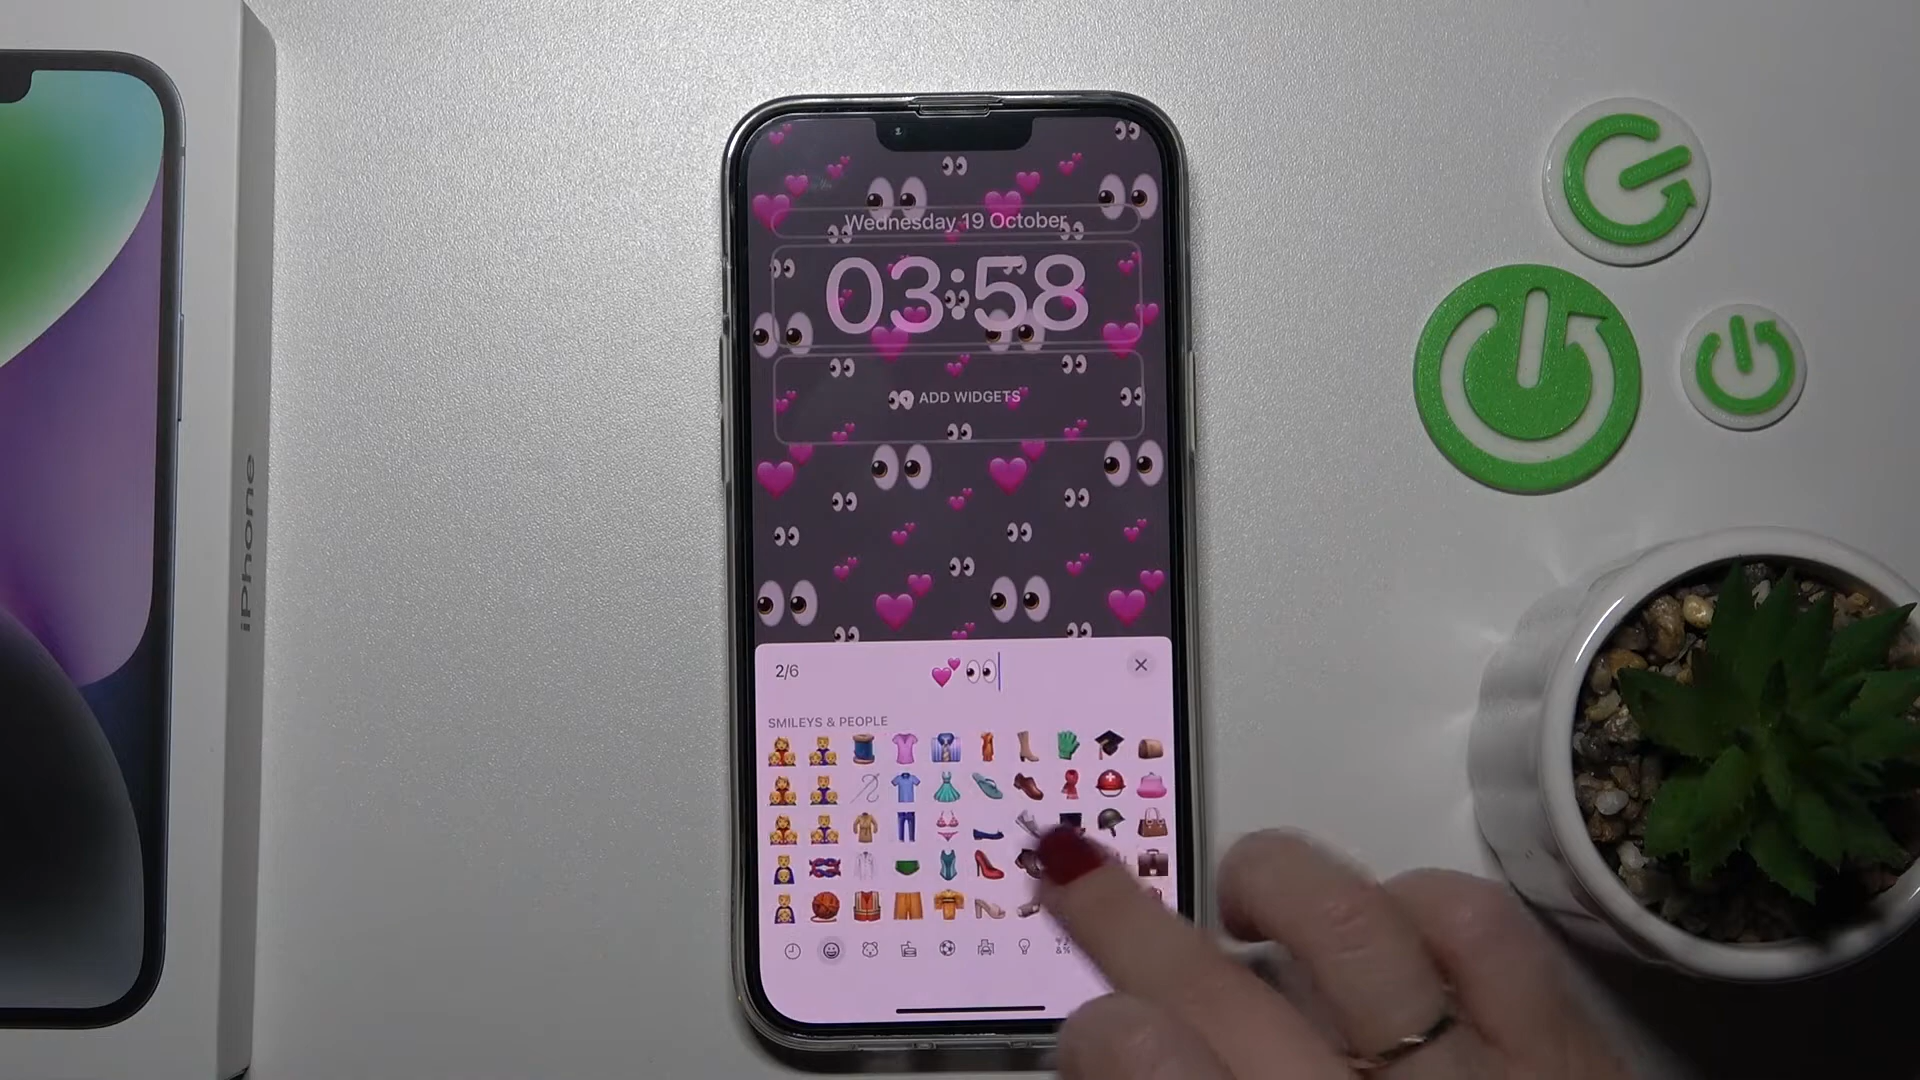 iPhone
Wednesday 19 October
03:58
ADD WIDGETS
2/6
SMILEYS & PEOPLE